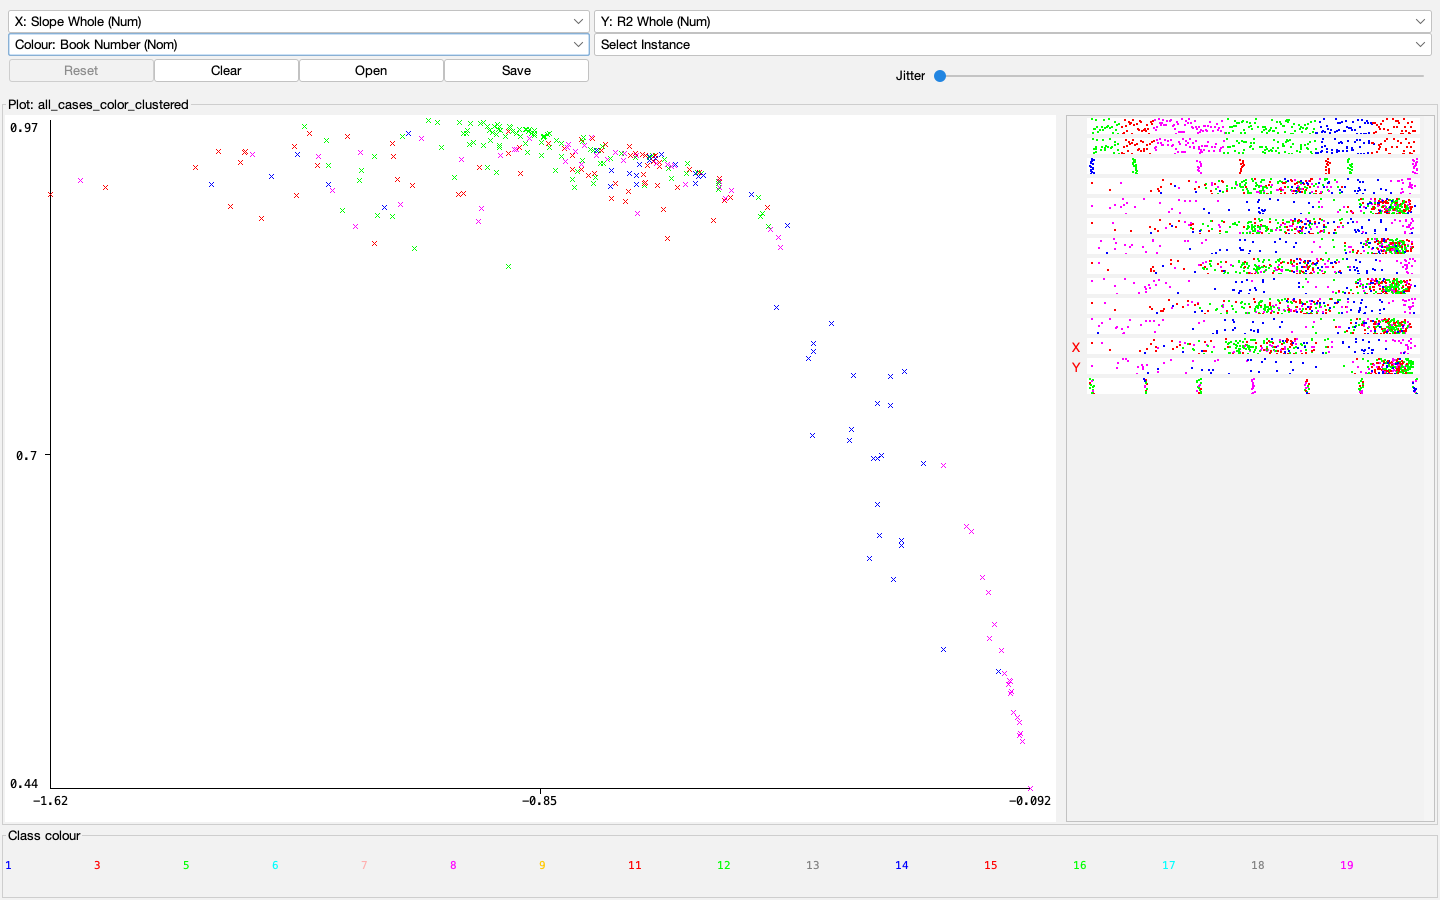 X: Slope Whole (Num)
Y: R2 Whole (Num)
Colour: Book Number (Nom)
Select Instance
Reset
Clear
Open
Save
Jitter
Plot: all_cases_color_clustered
0.97
0.7
0.44
-1.62
-0.85
-0.092
X
Y
Class colour
1 3 5 6 7 8 9 11 12 13 14 15 16 17 18 19